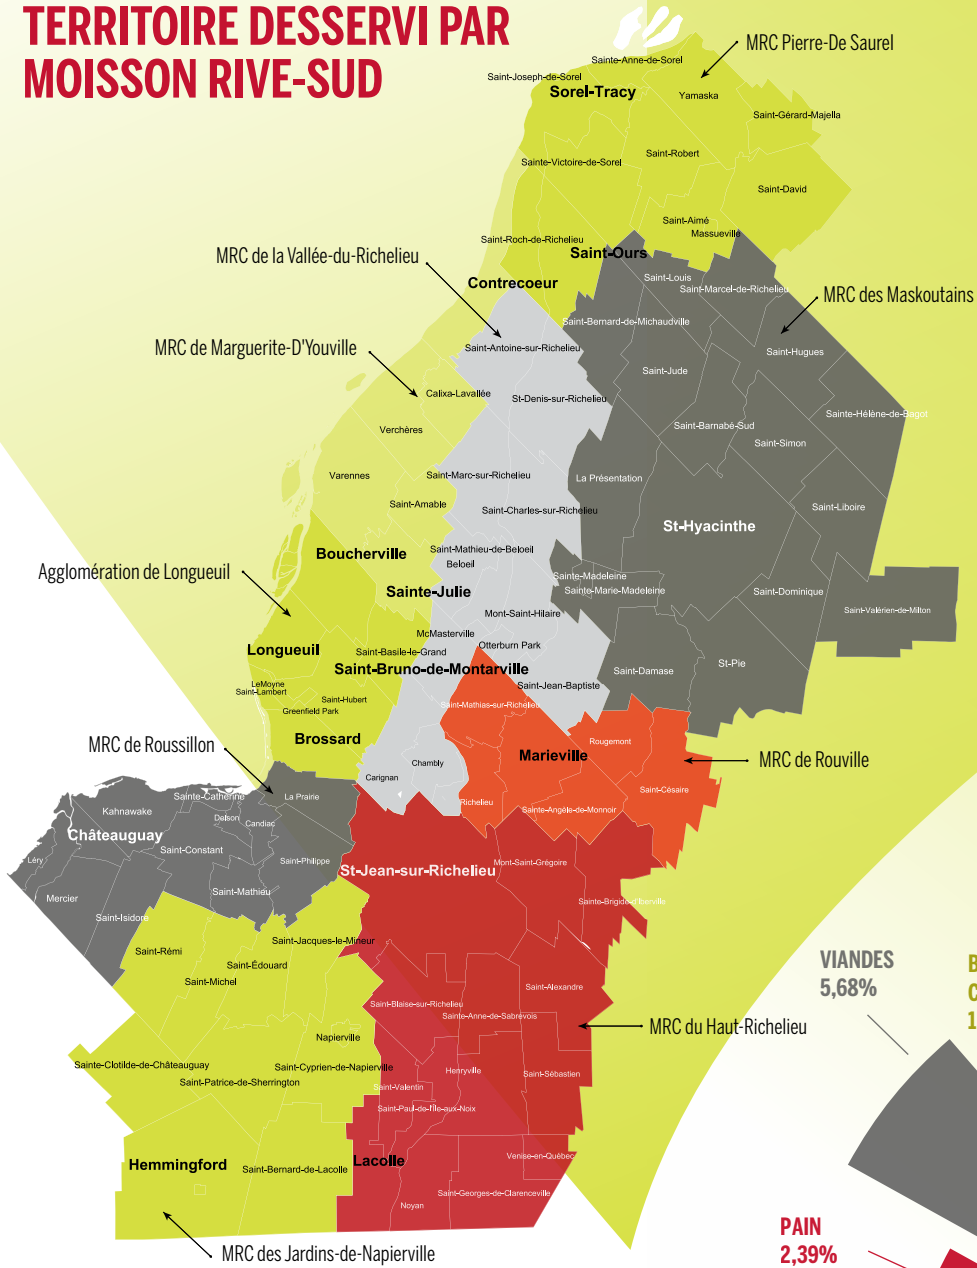 TERRITOIRE DESSERVI PAR
MOISSON RIVE-SUD
MRC Pierre-De Saurel
Sainte-Anne-de-Sorel
Saint-Joseph-de-Sorel
Sorel-Tracy
Yamaska
Saint-Gérard-Majella
Saint-Robert
Sainte-Victoire-de-Sorel
Saint-David
Saint-Aimé
Massueville
Saint-Roch-de-Richelieu
Saint-Ours
MRC de la Vallée-du-Richelieu
Contrecoeur
Saint-Louis
Saint-Marcel-de-Richelieu
MRC des Maskoutains
Saint-Bernard-de-Michaudville
MRC de Marguerite-D'Youville
Saint-Antoine-sur-Richelieu
Saint-Hugues
Saint-Jude
Calixa-Lavallée
St-Denis-sur-Richelieu
Sainte-Hélène-de-Bagot
Verchères
Saint-Barnabé-Sud
Saint-Simon
Varennes
Saint-Marc-sur-Richelieu
La Présentation
Saint-Amable
Saint-Charles-sur-Richelieu
Saint-Liboire
St-Hyacinthe
Boucherville
Saint-Mathieu-de-Beloeil
Beloeil
Agglomération de Longueuil
Sainte-Madeleine
Sainte-Marie-Madeleine
Sainte-Julie
Saint-Dominique
Saint-Valérien-de-Milton
Mont-Saint-Hilaire
McMasterville
Otterburn Park
Longueuil
Saint-Basile-le-Grand
Saint-Bruno-de-Montarville
St-Pie
Saint-Damase
LeMoyne
Saint-Lambert
Saint-Jean-Baptiste
Saint-Hubert
Greenfield Park
Saint-Mathias-sur-Richelieu
Brossard
MRC de Roussillon
Rougemont
Marieville
MRC de Rouville
Chambly
Carignan
Saint-Césaire
Sainte-Catherine
La Prairie
Richelieu
Sainte-Angèle-de-Monnoir
Kahnawake
Delson
Candiac
Châteauguay
Saint-Constant
Léry
Saint-Philippe
Mont-Saint-Grégoire
St-Jean-sur-Richelieu
Mercier
Saint-Mathieu
Sainte-Brigide-d'Iberville
Saint-Isidore
Saint-Jacques-le-Mineur
Saint-Rémi
Saint-Édouard
Saint-Michel
VIANDES
5,68%
B
C
1
Saint-Alexandre
Saint-Blaise-sur-Richelieu
Sainte-Anne-de-Sabrevois
MRC du Haut-Richelieu
Napierville
Sainte-Clotilde-de-Châteauguay
Saint-Cyprien-de-Napierville
Henryville
Saint-Sébastien
Saint-Patrice-de-Sherrington
Saint-Valentin
Saint-Paul-de-l'Île-aux-Noix
Hemmingford
Saint-Bernard-de-Lacolle
Lacolle
Venise-en-Québec
Saint-Georges-de-Clarenceville
Noyan
PAIN
2,39%
MRC des Jardins-de-Napierville